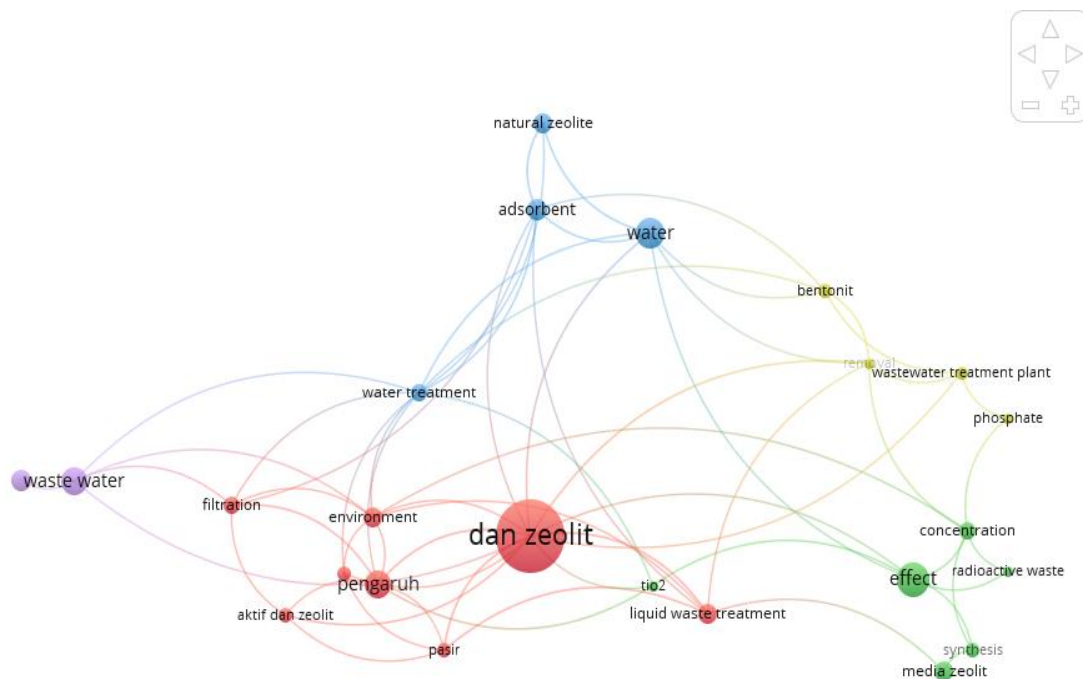 natural zeolite
adsorbent
water
bentonit
removal
wastewater treatment plant
water treatment
phosphate
waste water
filtration
environment
dan zeolit
concentration
radioactive waste
effect
pengaruh
tio2
aktif dan zeolit
liquid waste treatment
pasir
synthesis
media zeolit